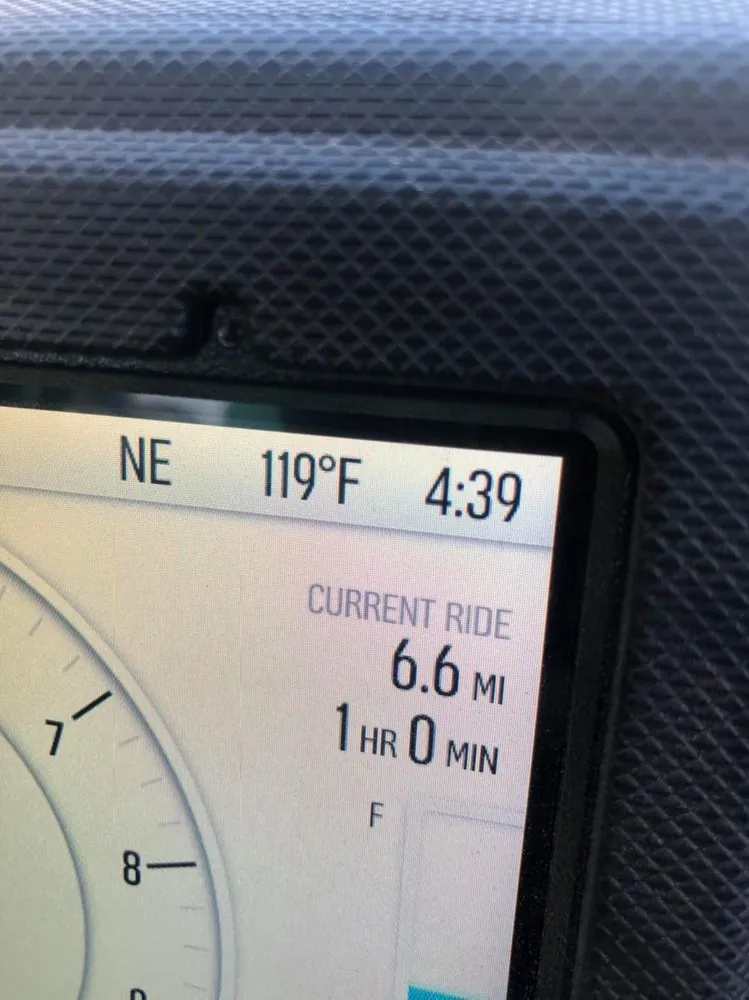 NE 119°F 4:39
CURRENT RIDE
6.6 MI
1 HR 0 MIN
F
7
8